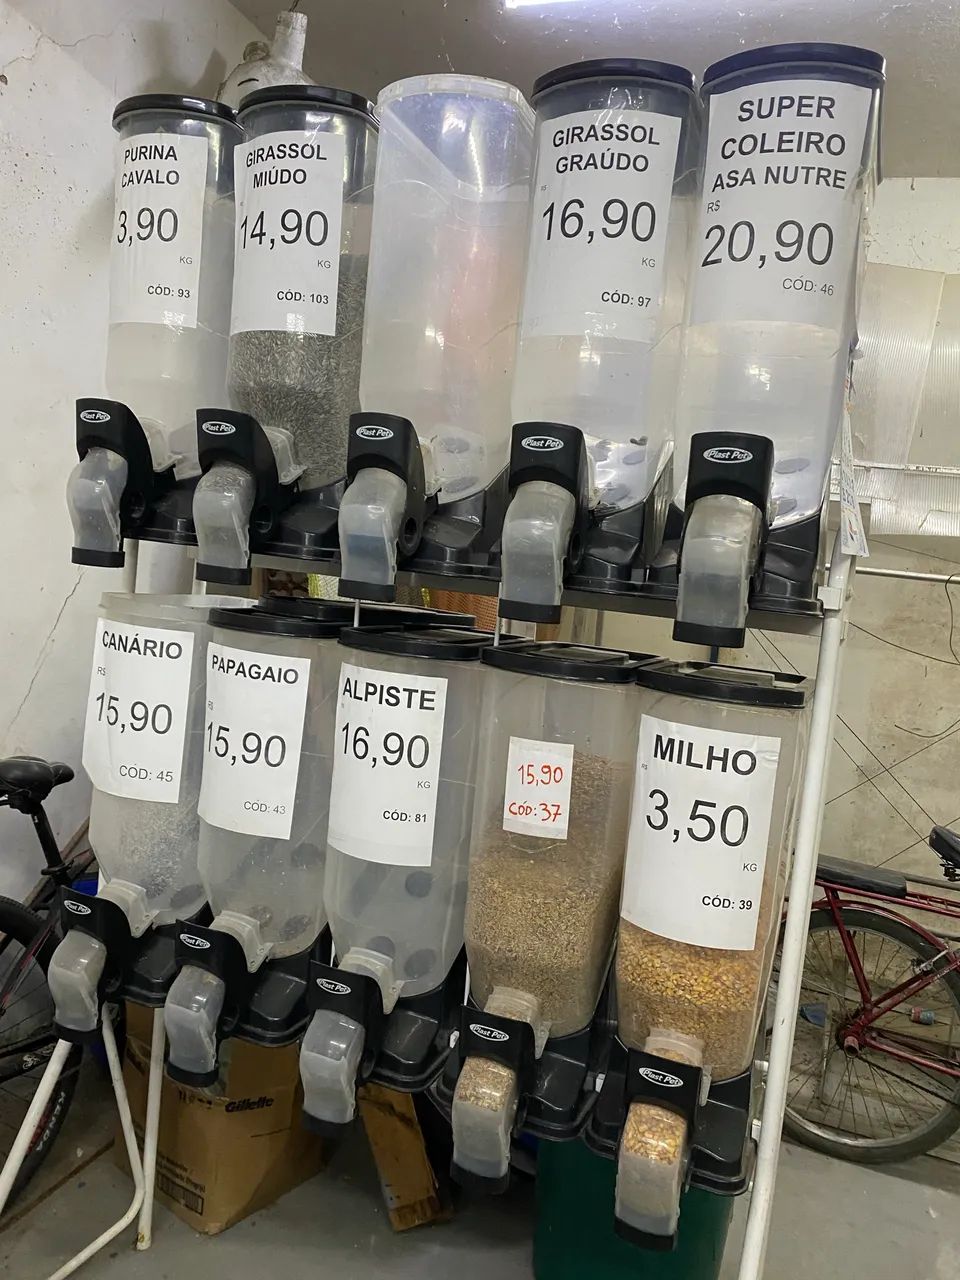 PURINA
CAVALO
3,90
KG
CÓD: 93
GIRASSOL
MIÚDO
14,90
KG
CÓD: 103
GIRASSOL
GRAÚDO
R$
16,90
KG
CÓD: 97
SUPER
COLEIRO
ASA NUTRE
R$
20,90
CÓD: 46
Plast Pet
Plast Pet
Plast Pet
Plast Pet
Plast Pet
CANÁRIO
R$
15,90
CÓD: 45
PAPAGAIO
R$
15,90
CÓD: 43
ALPISTE
R$
16,90
KG
CÓD: 81
15,90
CÓD: 37
MILHO
R$
3,50
KG
CÓD: 39
Plast Pet
Plast Pet
Plast Pet
Plast Pet
Plast Pet
Gillette